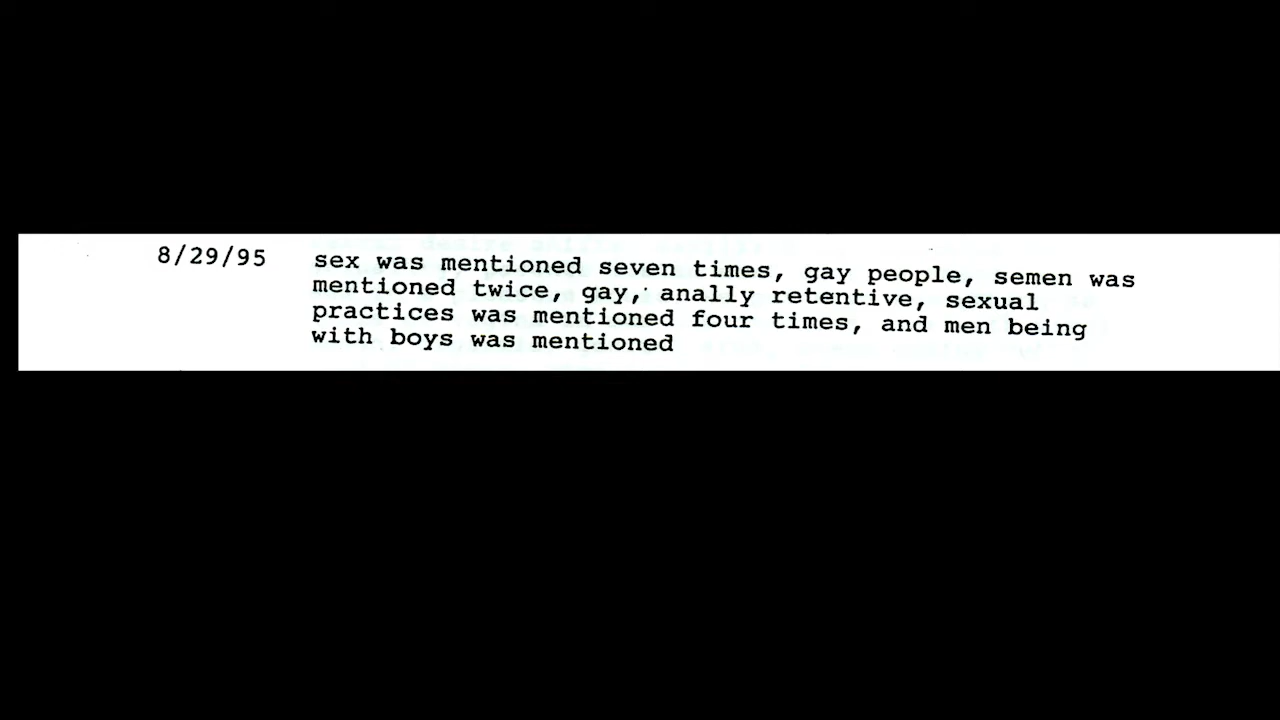 8/29/95 sex was mentioned seven times, gay people, semen was
mentioned twice, gay, anally retentive, sexual
practices was mentioned four times, and men being
with boys was mentioned